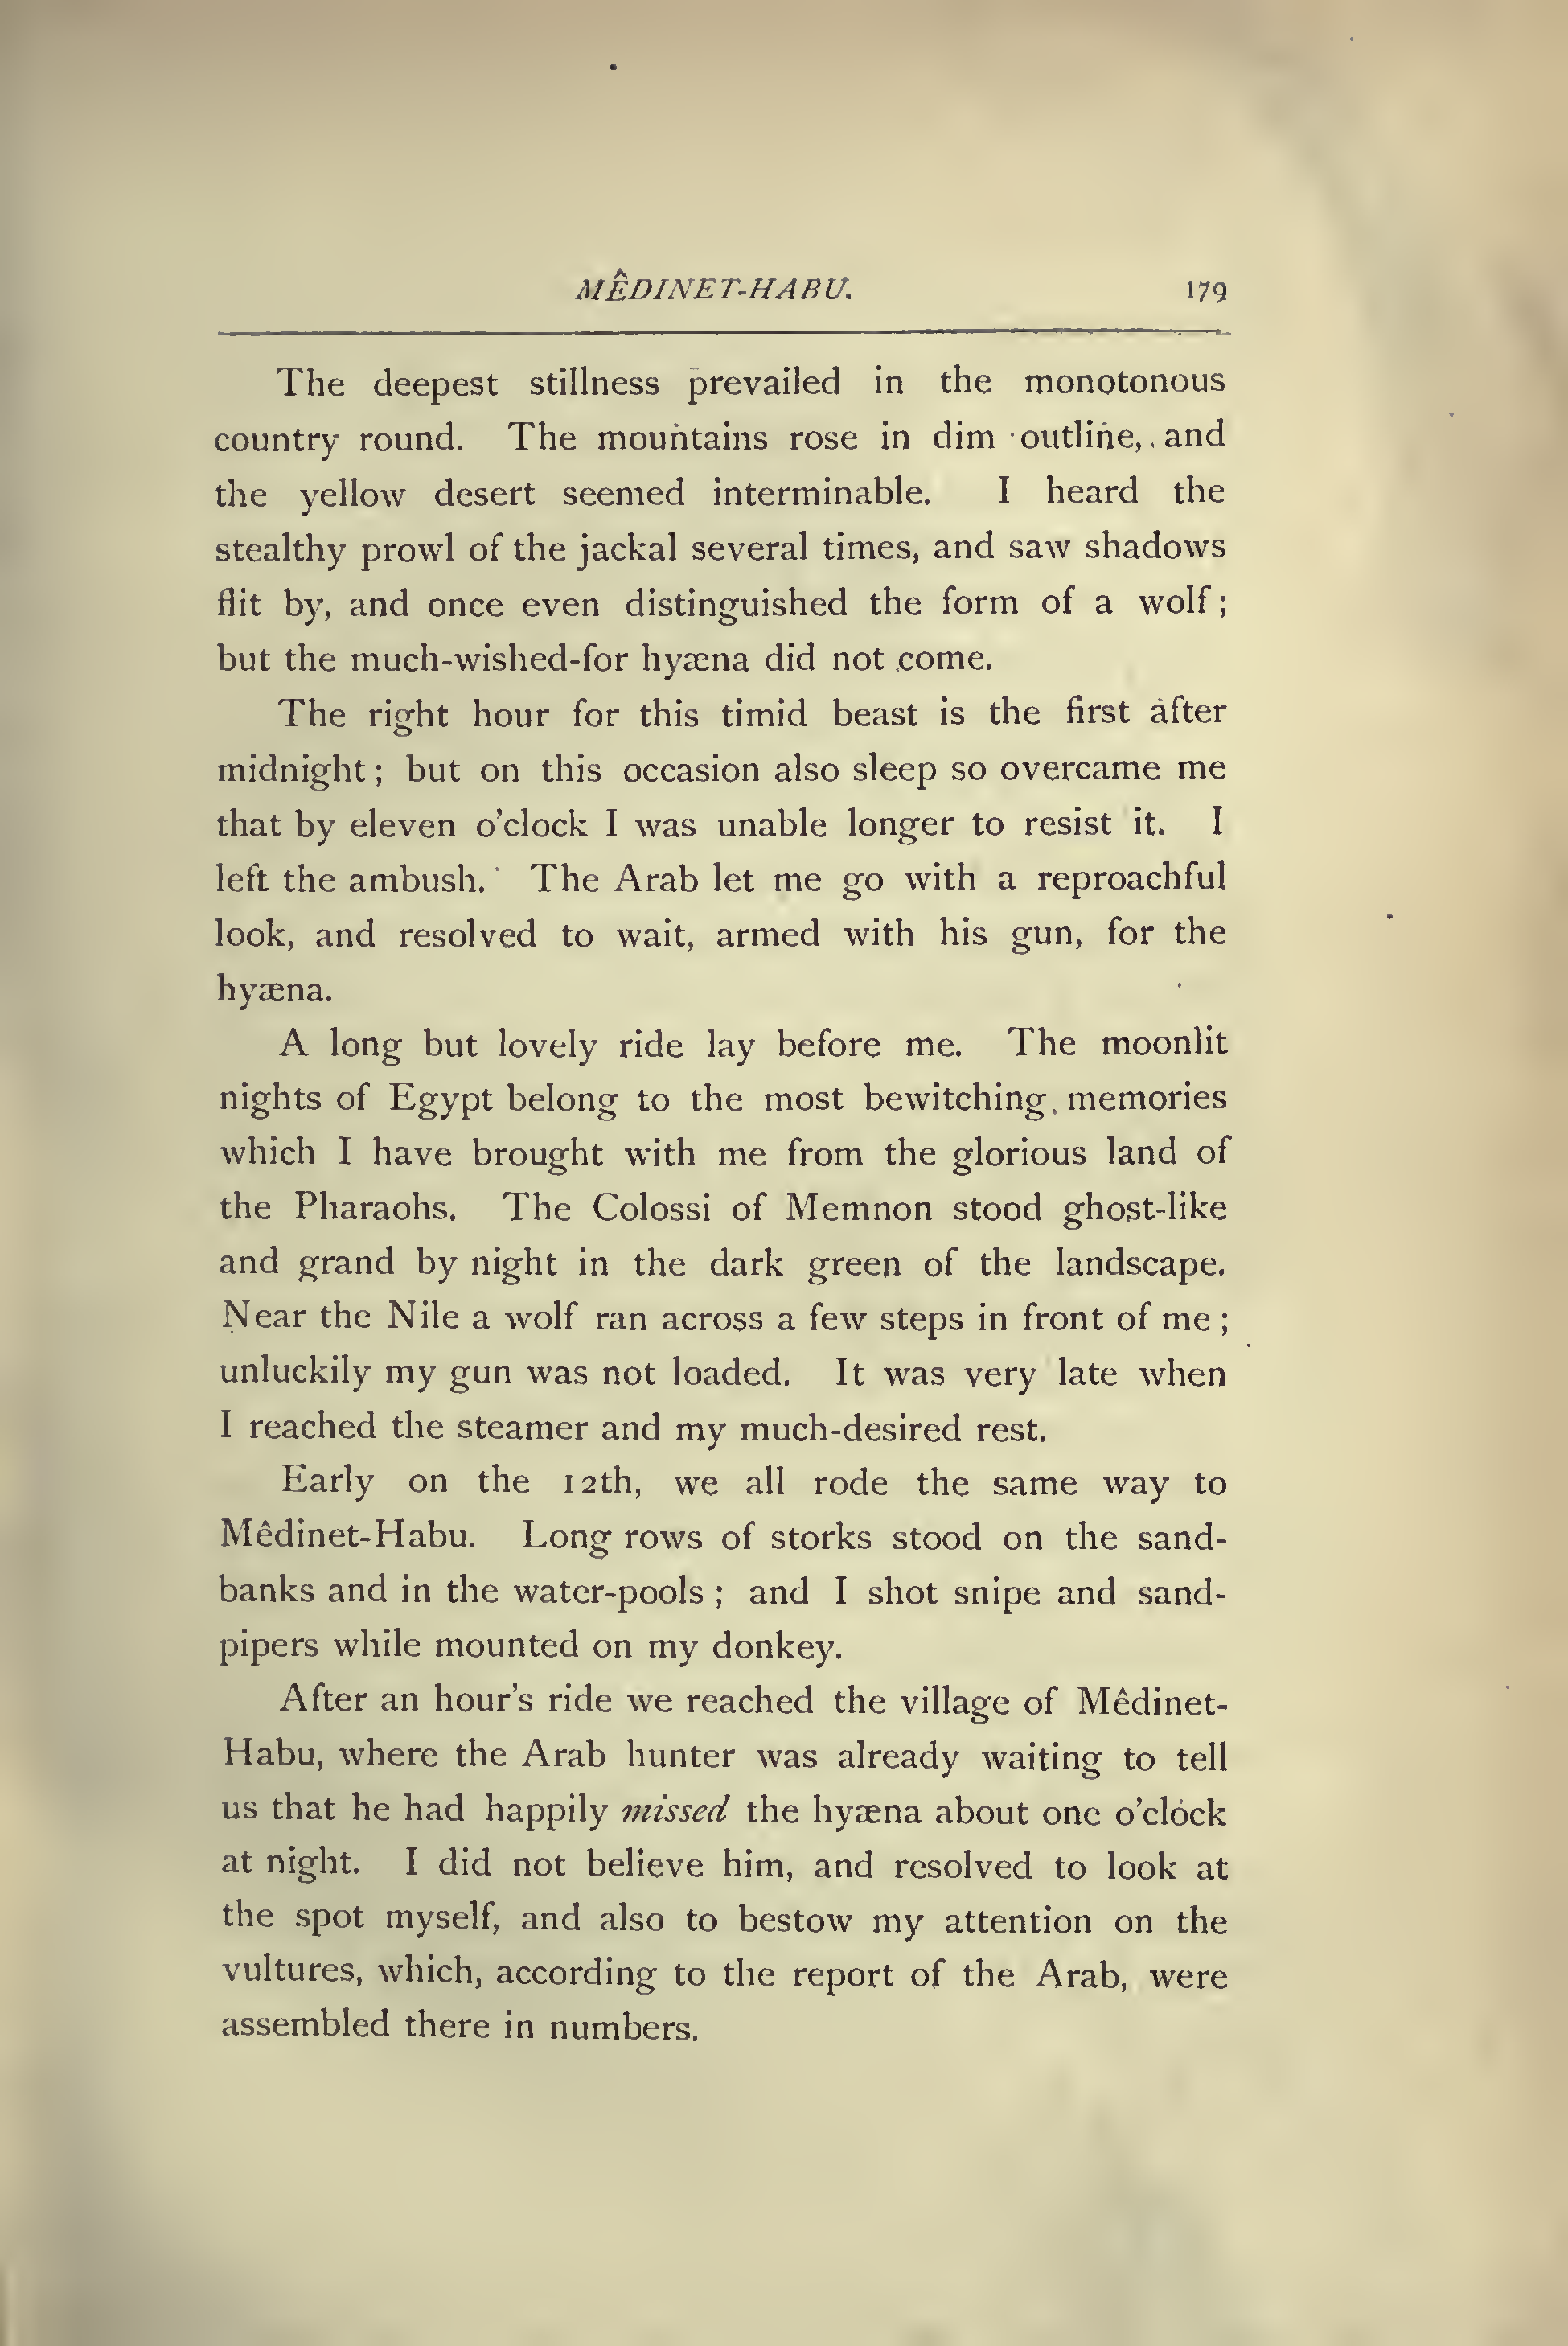 MÊDINET-HABU. 179
The deepest stillness prevailed in the monotonous
country round. The mountains rose in dim outline, and
the yellow desert seemed interminable. I heard the
stealthy prowl of the jackal several times, and saw shadows
flit by, and once even distinguished the form of a wolf;
but the much-wished-for hyæna did not come.
The right hour for this timid beast is the first after
midnight; but on this occasion also sleep so overcame me
that by eleven o'clock I was unable longer to resist it. I
left the ambush. The Arab let me go with a reproachful
look, and resolved to wait, armed with his gun, for the
hyæna.
A long but lovely ride lay before me. The moonlit
nights of Egypt belong to the most bewitching memories
which I have brought with me from the glorious land of
the Pharaohs. The Colossi of Memnon stood ghost-like
and grand by night in the dark green of the landscape.
Near the Nile a wolf ran across a few steps in front of me;
unluckily my gun was not loaded. It was very late when
I reached the steamer and my much-desired rest.
Early on the 12th, we all rode the same way to
Mêdinet-Habu. Long rows of storks stood on the sand-
banks and in the water-pools; and I shot snipe and sand-
pipers while mounted on my donkey.
After an hour's ride we reached the village of Mêdinet-
Habu, where the Arab hunter was already waiting to tell
us that he had happily missed the hyæna about one o'clock
at night. I did not believe him, and resolved to look at
the spot myself, and also to bestow my attention on the
vultures, which, according to the report of the Arab, were
assembled there in numbers.